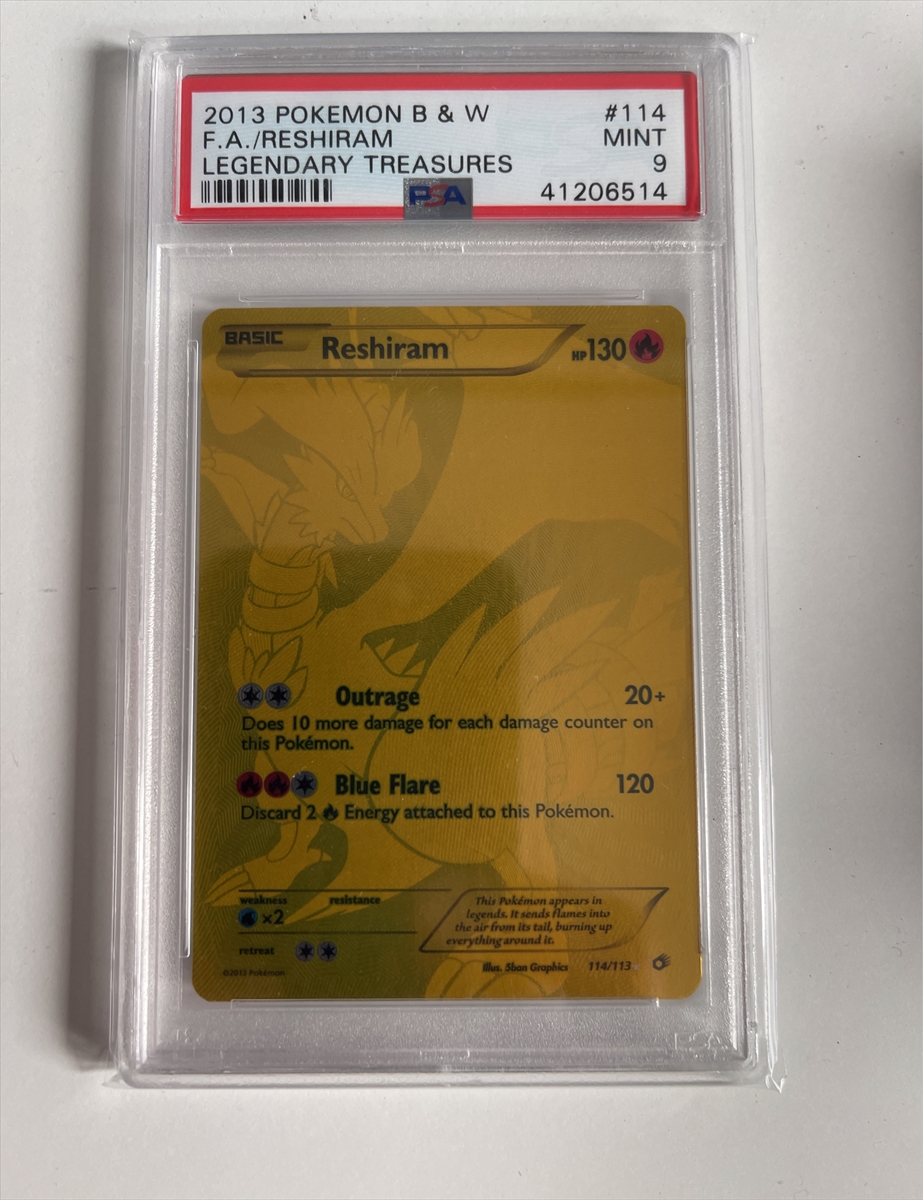 2013 POKEMON B & W #114
F.A./RESHIRAM MINT
LEGENDARY TREASURES 9
PSA 41206514
BASIC Reshiram HP130
Outrage 20+
Does 10 more damage for each damage counter on
this Pokémon.
Blue Flare 120
Discard 2 Energy attached to this Pokémon.
weakness resistance
×2
retreat
This Pokémon appears in
legends. It sends flames into
the air from its tail, burning up
everything around it.
©2013 Pokémon
Illus. 5ban Graphics 114/113